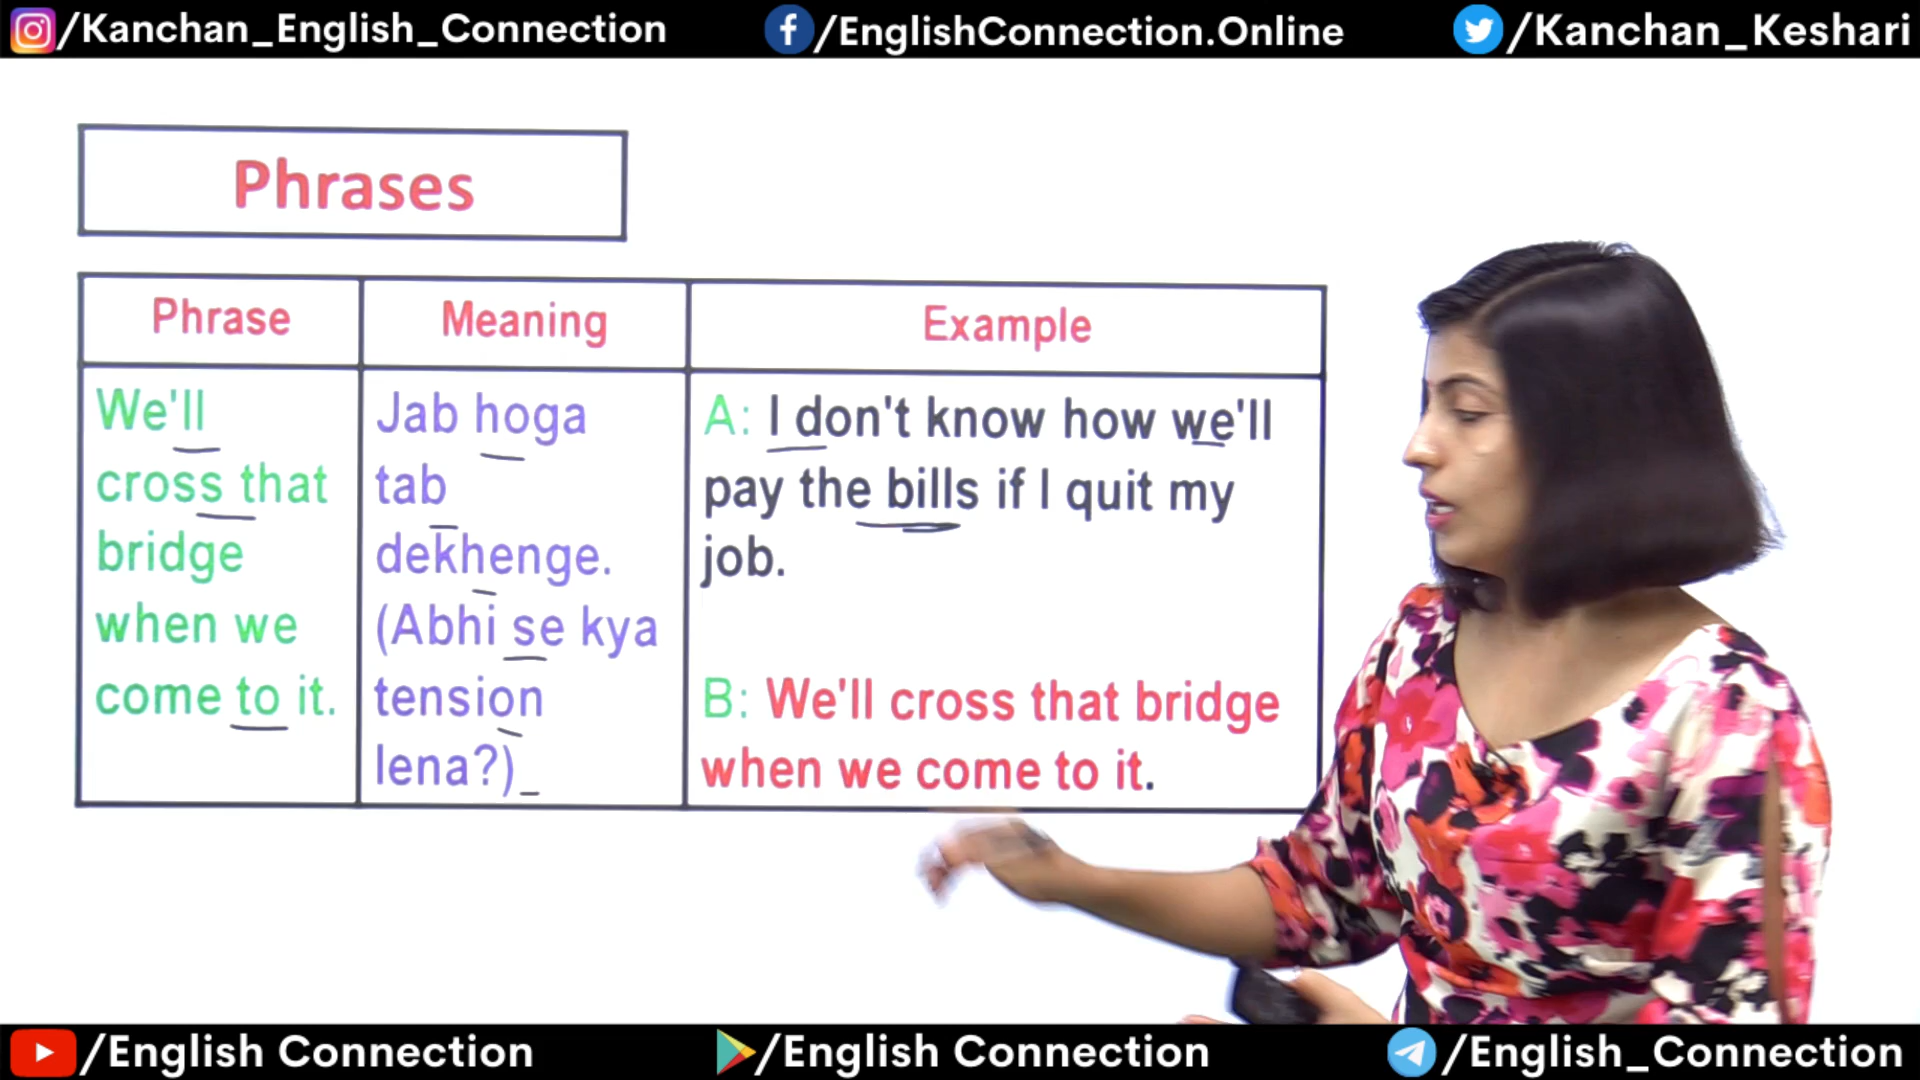 /Kanchan_English_Connection
/EnglishConnection.Online
/Kanchan_Keshari
Phrases
Phrase
Meaning
Example
We'll
cross that
bridge
when we
come to it.
Jab hoga
tab
dekhenge.
(Abhi se kya
tension
lena?)
A: I don't know how we'll
pay the bills if I quit my
job.
B: We'll cross that bridge
when we come to it.
/English Connection
/English Connection
/English_Connection